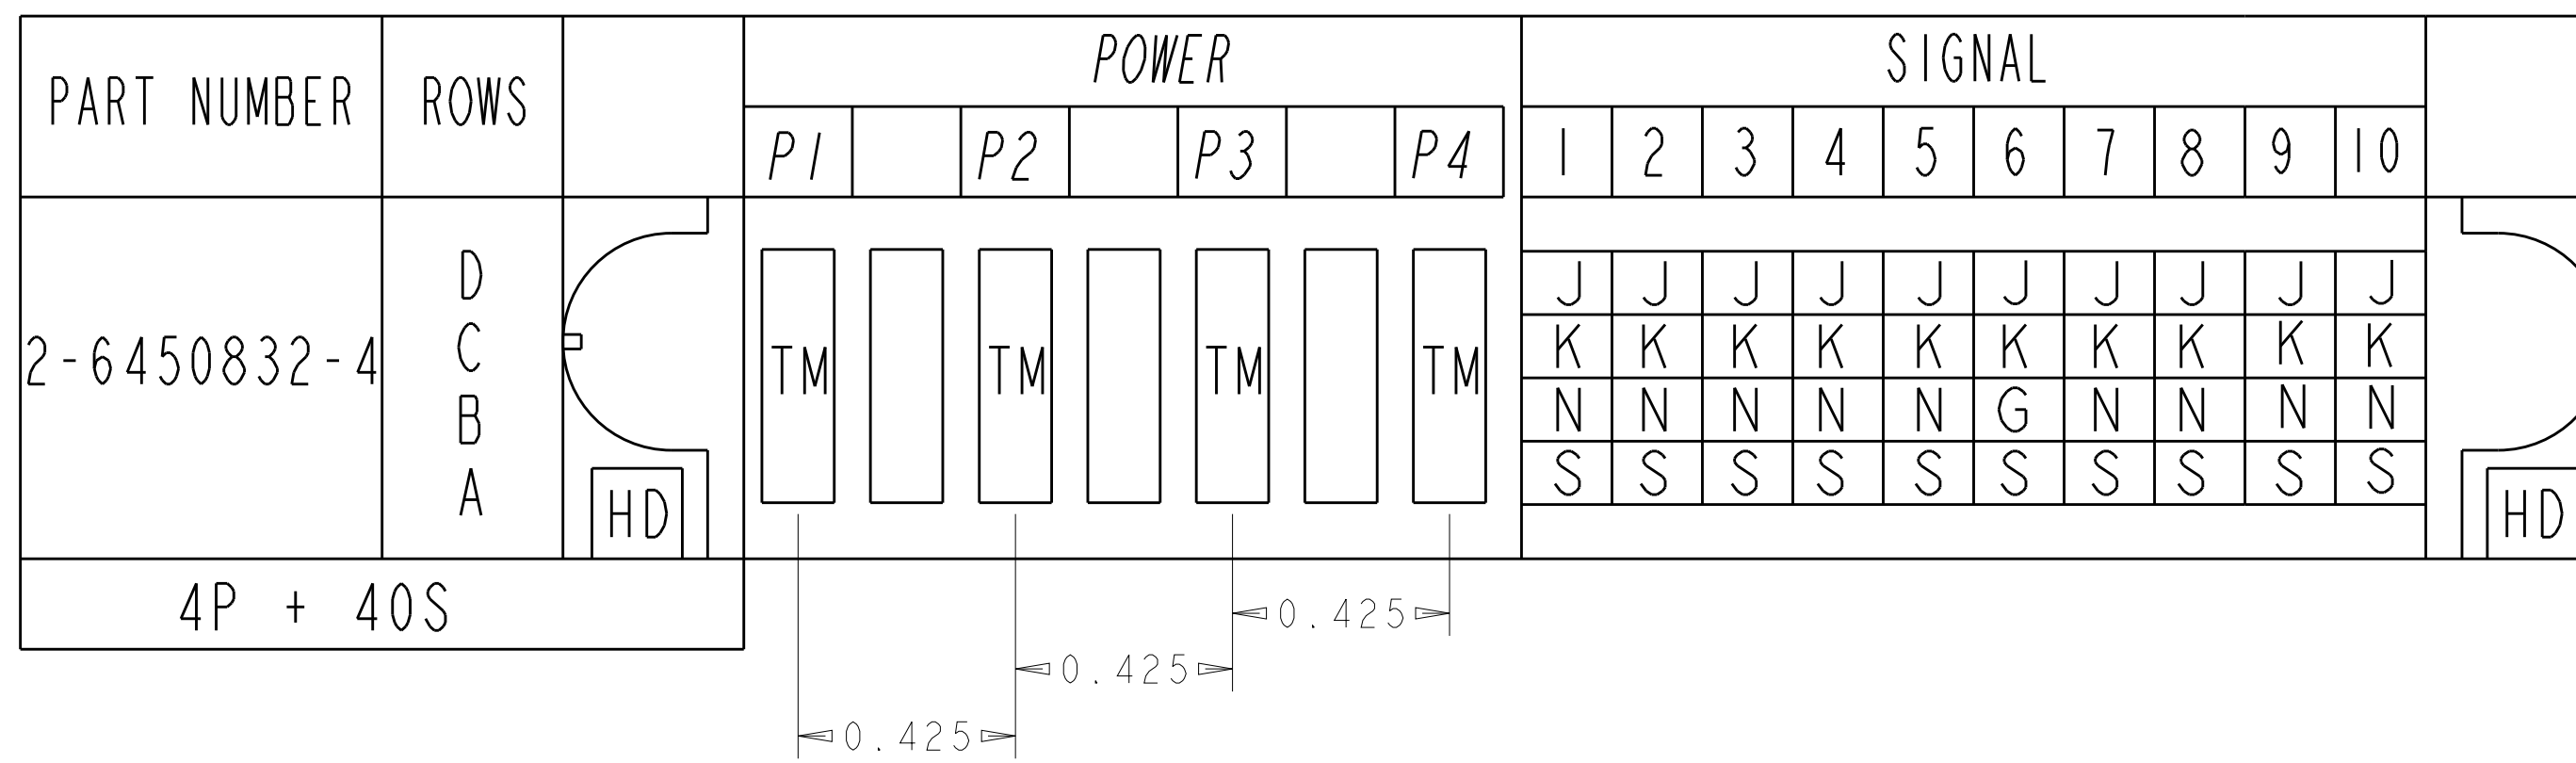 PART NUMBER ROWS POWER SIGNAL
P1 P2 P3 P4 1 2 3 4 5 6 7 8 9 10
2-6450832-4
D J J J J J J J J J J
C TM TM TM TM K K K K K K K K K K
B N N N N N G N N N N
A S S S S S S S S S S
HD HD
4P + 40S
0.425
0.425
0.425